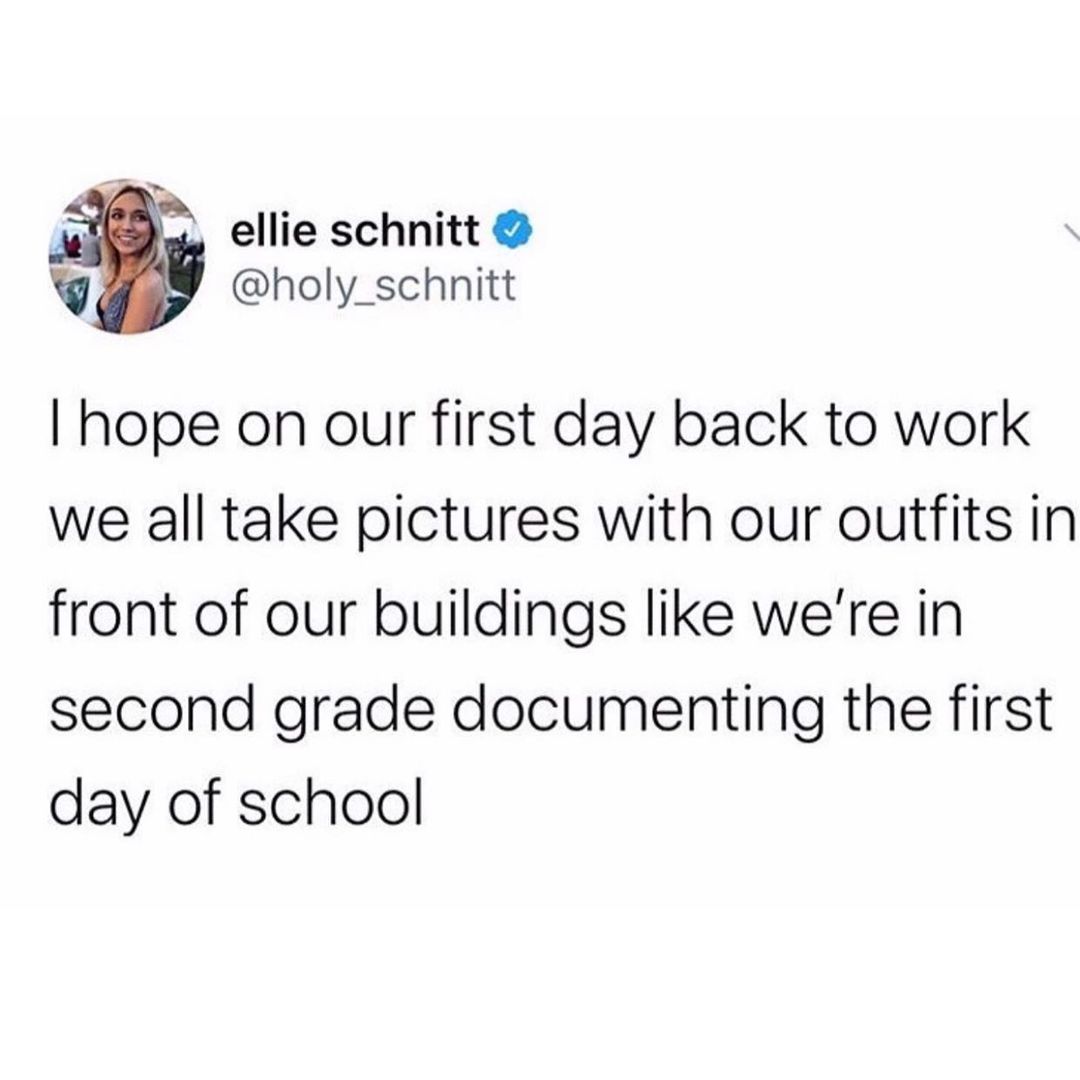 ellie schnitt
@holy_schnitt
I hope on our first day back to work
we all take pictures with our outfits in
front of our buildings like we're in
second grade documenting the first
day of school